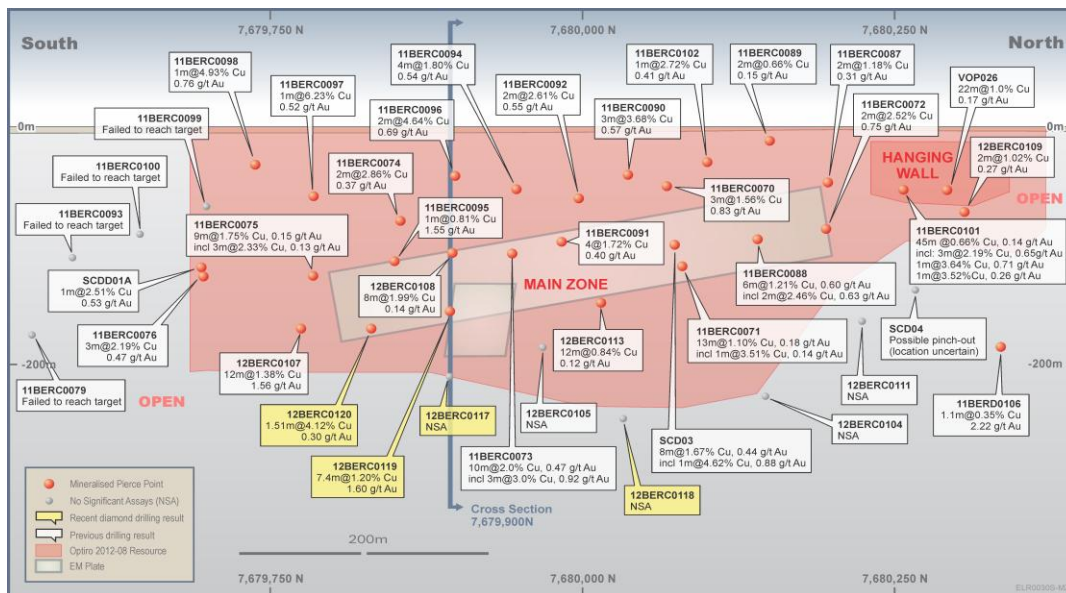 7,679,750 N
7,680,000 N
7,680,250 N
South
North
11BERC0098
1m@4.93% Cu
0.76 g/t Au
11BERC0097
1m@6.23% Cu
0.52 g/t Au
11BERC0094
4m@1.80% Cu
0.54 g/t Au
11BERC0092
2m@2.61% Cu
0.55 g/t Au
11BERC0102
1m@2.72% Cu
0.41 g/t Au
11BERC0089
2m@0.66% Cu
0.15 g/t Au
11BERC0087
2m@1.18% Cu
0.31 g/t Au
VOP026
22m@1.0% Cu
0.17 g/t Au
11BERC0099
Failed to reach target
11BERC0096
2m@4.64% Cu
0.69 g/t Au
11BERC0090
3m@3.68% Cu
0.57 g/t Au
11BERC0072
2m@2.52% Cu
0.75 g/t Au
0m
0m
12BERC0109
2m@1.02% Cu
0.27 g/t Au
HANGING
WALL
OPEN
11BERC0100
Failed to reach target
11BERC0074
2m@2.86% Cu
0.37 g/t Au
11BERC0070
3m@1.56% Cu
0.83 g/t Au
11BERC0093
Failed to reach target
11BERC0075
9m@1.75% Cu, 0.15 g/t Au
incl 3m@2.33% Cu, 0.13 g/t Au
11BERC0095
1m@0.81% Cu
1.55 g/t Au
11BERC0091
4@1.72% Cu
0.40 g/t Au
11BERC0101
45m @0.66% Cu, 0.14 g/t Au
incl: 3m@2.19% Cu, 0.65g/t Au
1m@3.64% Cu, 0.71 g/t Au
1m@3.52%Cu, 0.26 g/t Au
SCDD01A
1m@2.51% Cu
0.53 g/t Au
12BERC0108
8m@1.99% Cu
0.14 g/t Au
MAIN ZONE
11BERC0088
6m@1.21% Cu, 0.60 g/t Au
incl 2m@2.46% Cu, 0.63 g/t Au
11BERC0076
3m@2.19% Cu
0.47 g/t Au
11BERC0071
13m@1.10% Cu, 0.18 g/t Au
incl 1m@3.51% Cu, 0.14 g/t Au
SCD04
Possible pinch-out
(location uncertain)
12BERC0113
12m@0.84% Cu
0.12 g/t Au
-200m
-200m
12BERC0107
12m@1.38% Cu
1.56 g/t Au
11BERC0079
Failed to reach target
OPEN
12BERC0120
1.51m@4.12% Cu
0.30 g/t Au
12BERC0117
NSA
12BERC0105
NSA
12BERC0111
NSA
12BERC0104
NSA
11BERD0106
1.1m@0.35% Cu
2.22 g/t Au
12BERC0119
7.4m@1.20% Cu
1.60 g/t Au
11BERC0073
10m@2.0% Cu, 0.47 g/t Au
incl 3m@3.0% Cu, 0.92 g/t Au
SCD03
8m@1.67% Cu, 0.44 g/t Au
incl 1m@4.62% Cu, 0.88 g/t Au
12BERC0118
NSA
Cross Section
7,679,900N
Mineralised Pierce Point
No Significant Assays (NSA)
Recent diamond drilling result
Previous drilling result
Optiro 2012-08 Resource
EM Plate
200m
7,679,750 N
7,680,000 N
7,680,250 N